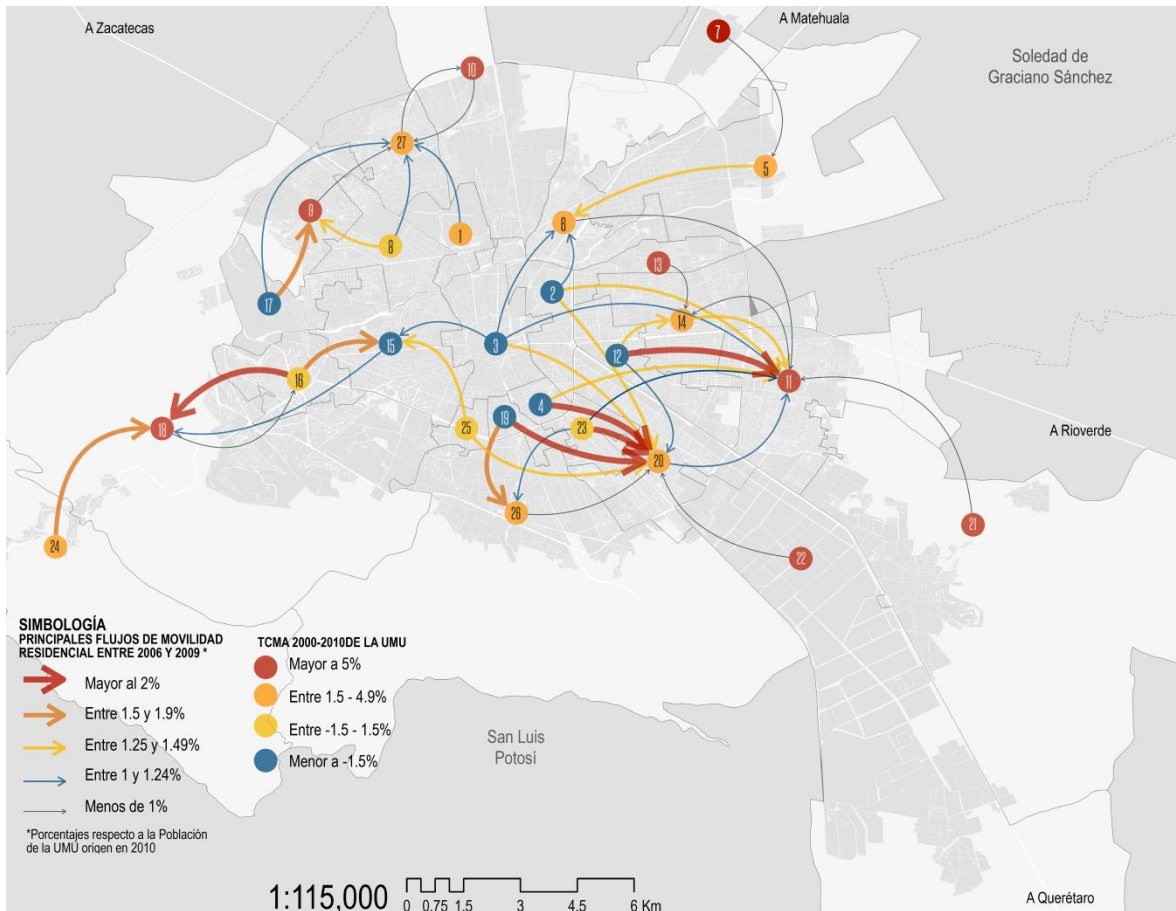 A Zacatecas
A Matehuala
Soledad de
Graciano Sánchez
7
10
27
5
9
6
8
1
13
2
17
14
15
3
12
16
11
4
18
19
25
23
A Rioverde
20
26
21
24
22
SIMBOLOGÍA
PRINCIPALES FLUJOS DE MOVILIDAD
RESIDENCIAL ENTRE 2006 Y 2009 *
Mayor al 2%
Entre 1.5 y 1.9%
Entre 1.25 y 1.49%
Entre 1 y 1.24%
Menos de 1%
*Porcentajes respecto a la Población
de la UMU origen en 2010
TCMA 2000-2010DE LA UMU
Mayor a 5%
Entre 1.5 - 4.9%
Entre -1.5 - 1.5%
Menor a -1.5%
San Luis
Potosí
1:115,000
0 0.75 1.5 3 4.5 6 Km
A Querétaro